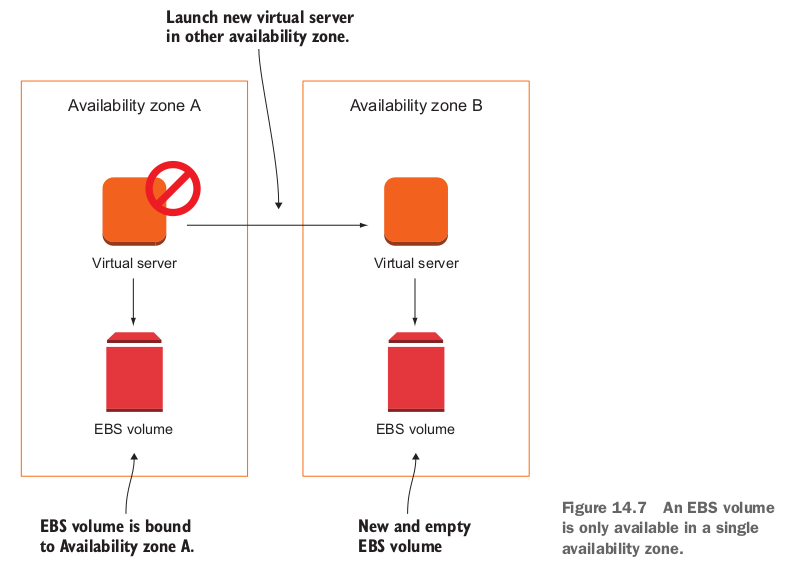 Launch new virtual server
in other availability zone.
Availability zone A
Availability zone B
Virtual server
Virtual server
EBS volume
EBS volume
EBS volume is bound
to Availability zone A.
New and empty
EBS volume
Figure 14.7 An EBS volume
is only available in a single
availability zone.